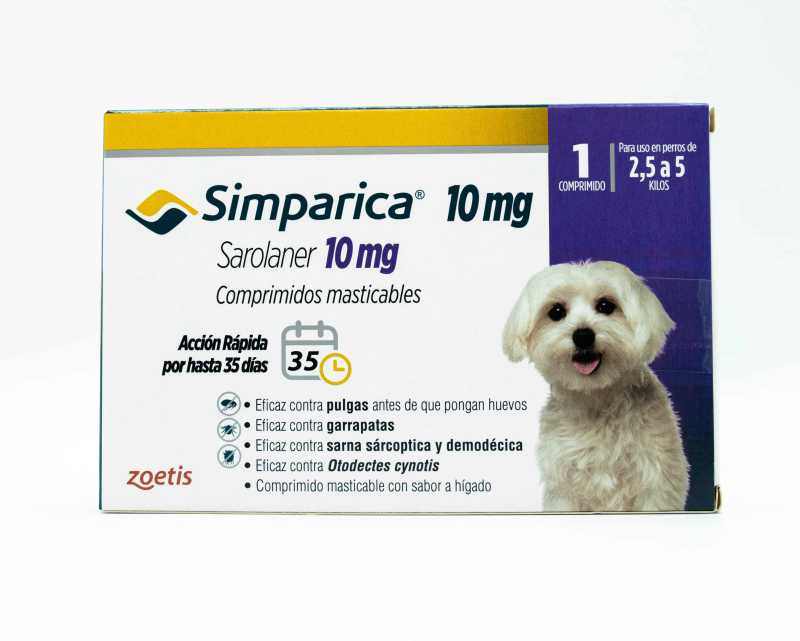 Simparica® 10 mg
Sarolaner 10 mg
Comprimidos masticables
Acción Rápida
por hasta 35 días
35
• Eficaz contra pulgas antes de que pongan huevos
• Eficaz contra garrapatas
• Eficaz contra sarna sárcoptica y demodécica
• Eficaz contra Otodectes cynotis
• Comprimido masticable con sabor a hígado
zoetis
1
COMPRIMIDO
Para uso en perros de
2,5 a 5
KILOS